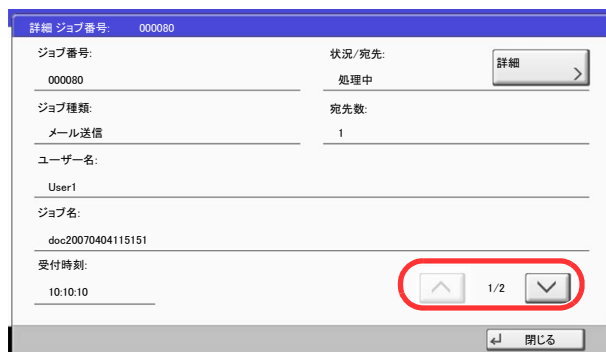 詳細 ジョブ番号: 000080
ジョブ番号: 状況/宛先:
000080 処理中 詳細
ジョブ種類: 宛先数:
メール送信 1
ユーザー名:
User1
ジョブ名:
doc20070404115151
受付時刻:
10:10:10 1/2
閉じる